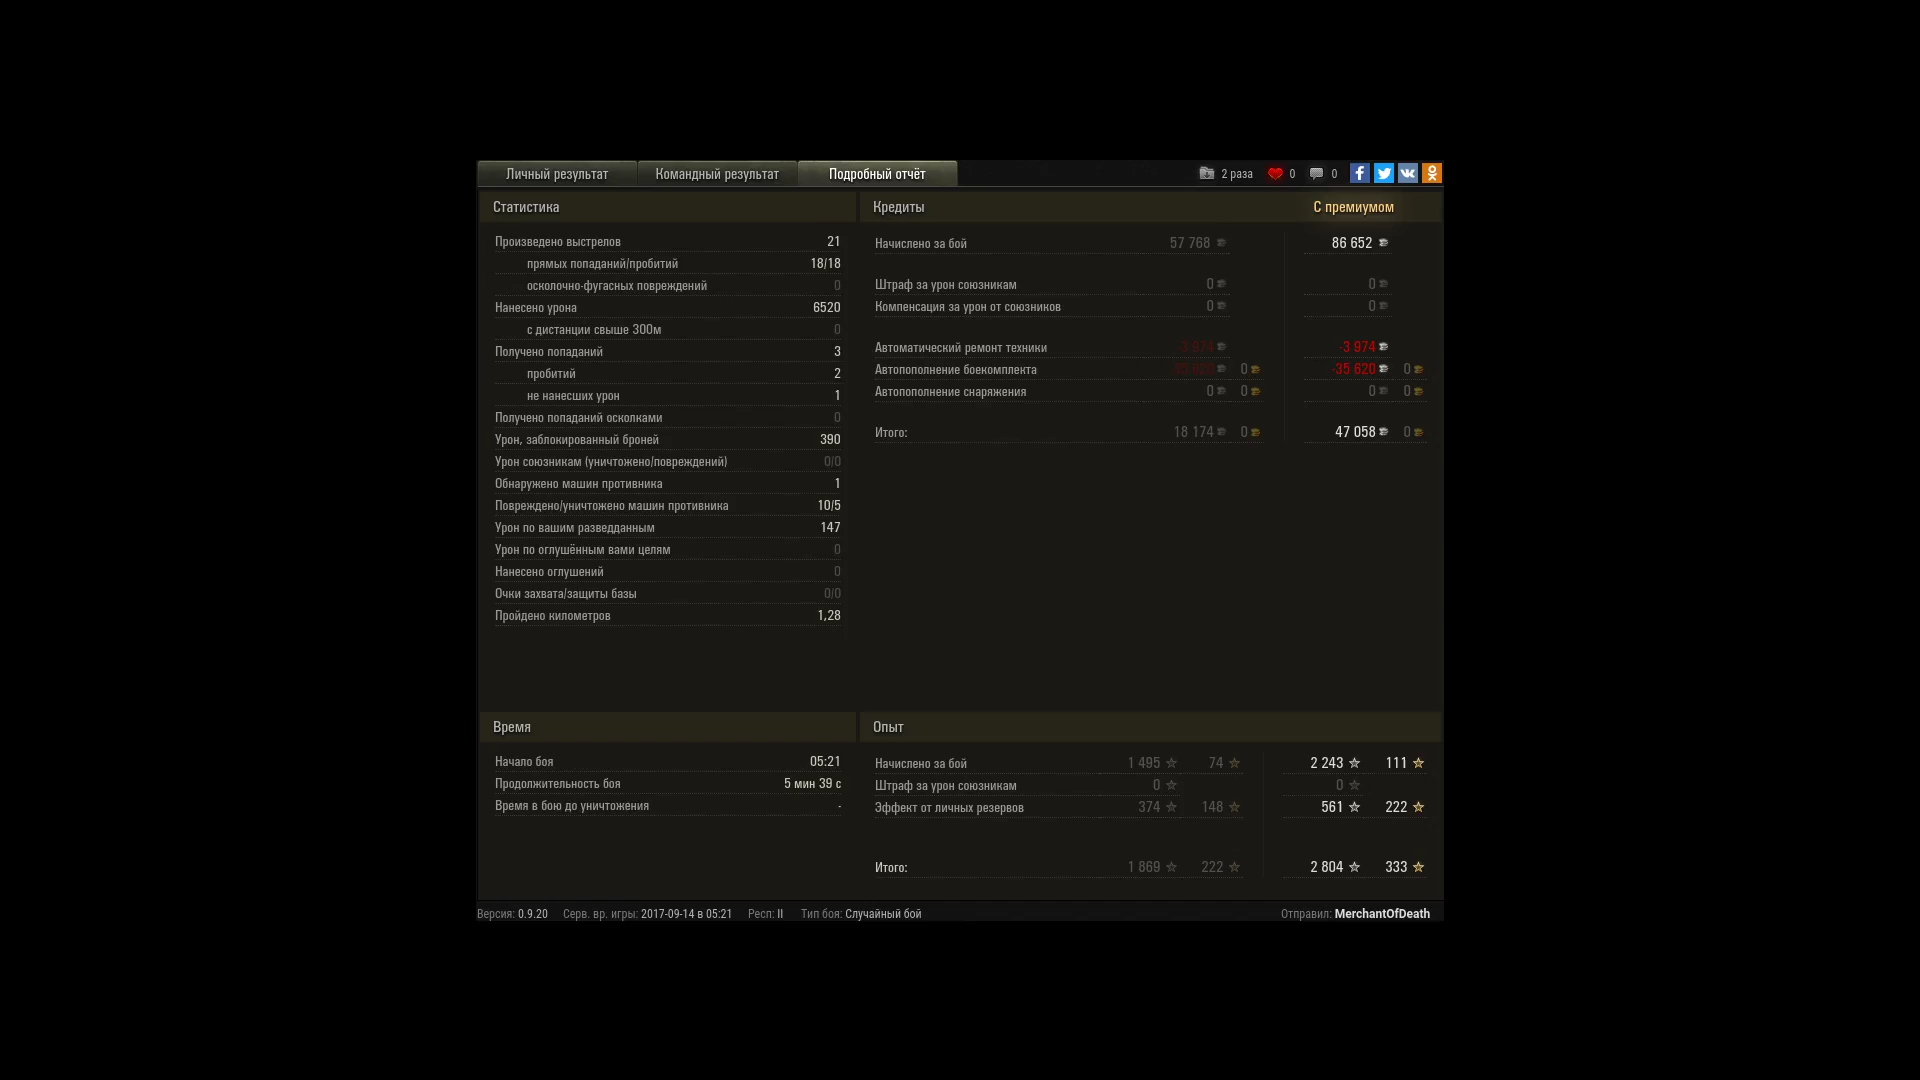 Личный результат Командный результат Подробный отчёт 2 раза 0 0
Статистика
Произведено выстрелов 21
прямых попаданий/пробитий 18/18
осколочно-фугасных повреждений 0
Нанесено урона 6520
с дистанции свыше 300м 0
Получено попаданий 3
пробитий 2
не нанесших урон 1
Получено попаданий осколками 0
Урон, заблокированный броней 390
Урон союзникам (уничтожено/повреждений) 0/0
Обнаружено машин противника 1
Повреждено/уничтожено машин противника 10/5
Урон по вашим разведданным 147
Урон по оглушённым вами целям 0
Нанесено оглушений 0
Очки захвата/защиты базы 0/0
Пройдено километров 1,28
Кредиты С премиумом
Начислено за бой 57 768 86 652
Штраф за урон союзникам 0 0
Компенсация за урон от союзников 0 0
Автоматический ремонт техники -3 974 -3 974
Автопополнение боекомплекта -35 620 0 -35 620 0
Автопополнение снаряжения 0 0 0 0
Итого: 18 174 0 47 058 0
Время
Начало боя 05:21
Продолжительность боя 5 мин 39 с
Время в бою до уничтожения -
Опыт
Начислено за бой 1 495 74 2 243 111
Штраф за урон союзникам 0 0
Эффект от личных резервов 374 148 561 222
Итого: 1 869 222 2 804 333
Версия: 0.9.20 Серв. вр. игры: 2017-09-14 в 05:21 Респ: II Тип боя: Случайный бой Отправил: MerchantOfDeath